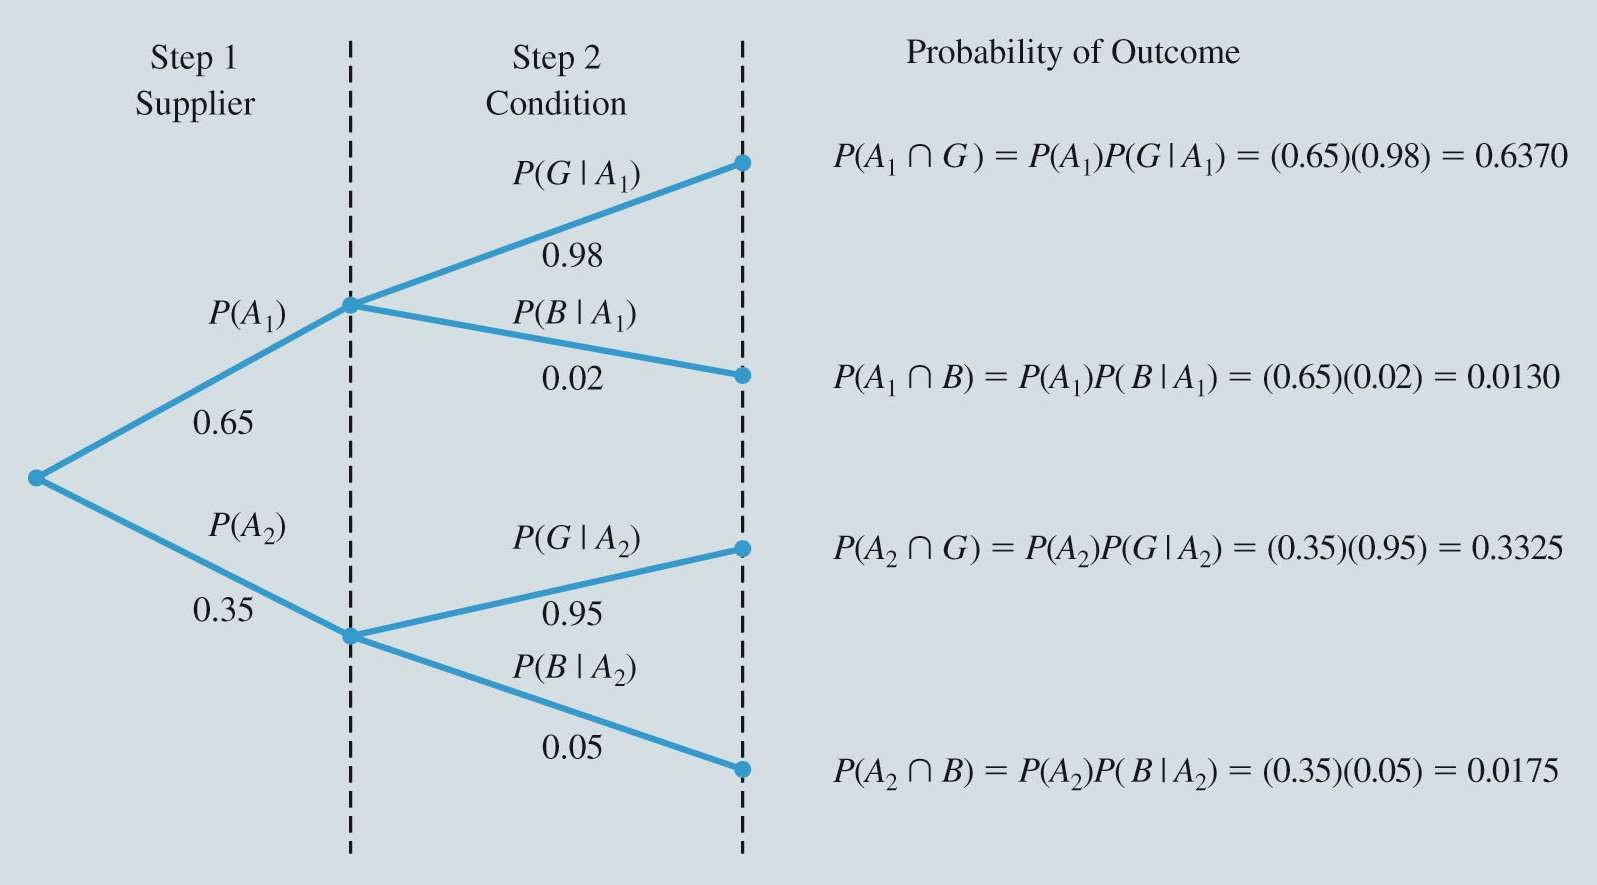 Step 1
Supplier
Step 2
Condition
Probability of Outcome
P(G | A₁)
0.98
P(A₁ ∩ G) = P(A₁)P(G | A₁) = (0.65)(0.98) = 0.6370
P(A₁)
0.65
P(B | A₁)
0.02
P(A₁ ∩ B) = P(A₁)P(B | A₁) = (0.65)(0.02) = 0.0130
P(A₂)
0.35
P(G | A₂)
0.95
P(A₂ ∩ G) = P(A₂)P(G | A₂) = (0.35)(0.95) = 0.3325
P(B | A₂)
0.05
P(A₂ ∩ B) = P(A₂)P(B | A₂) = (0.35)(0.05) = 0.0175